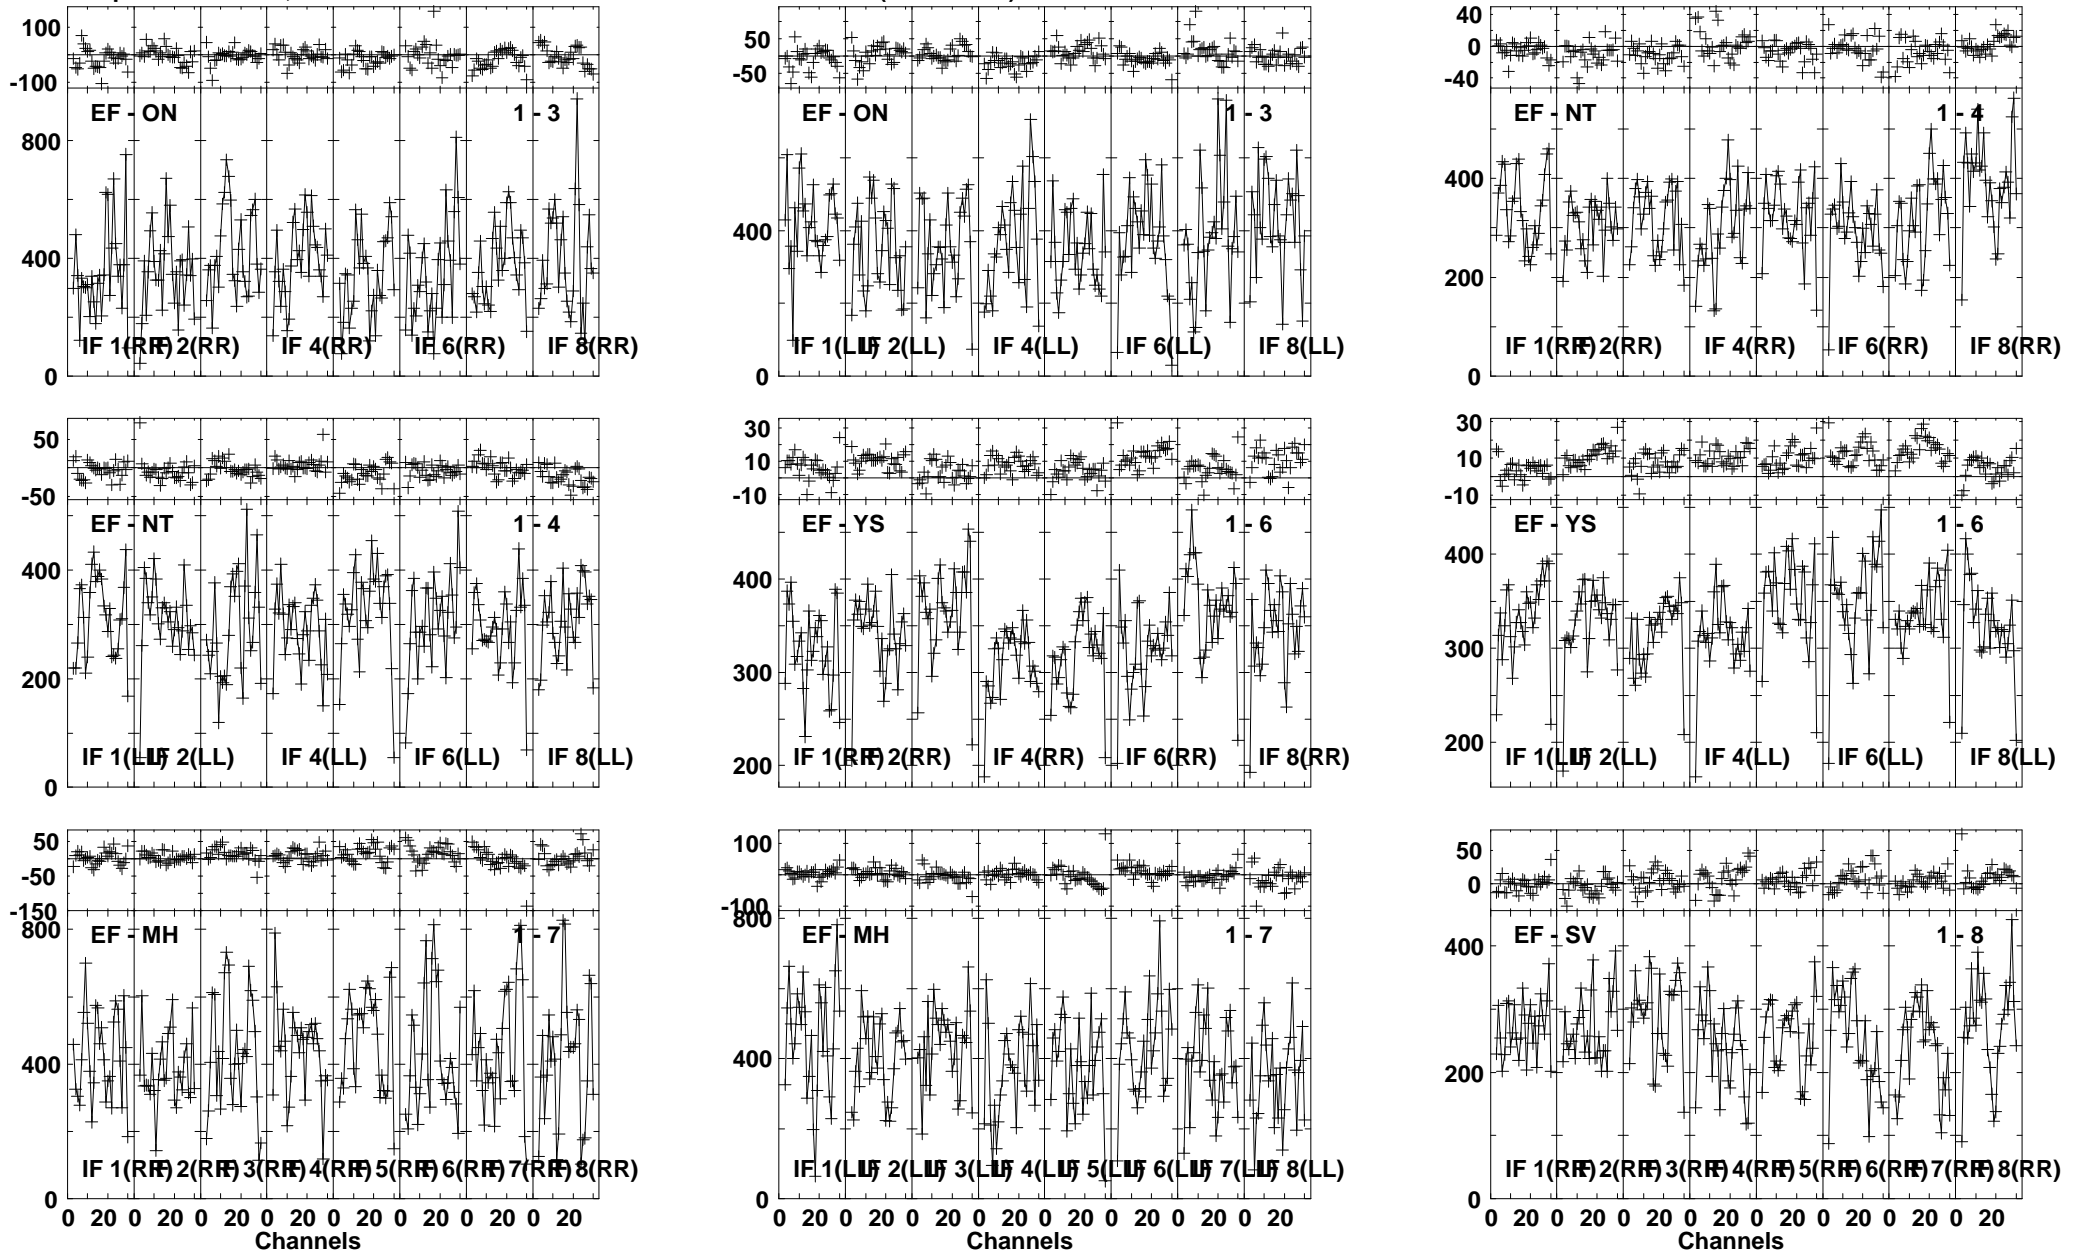 100
-100
EF - ON 1 - 3
800
400
0
IF 1(RR) IF 2(RR) IF 4(RR) IF 6(RR) IF 8(RR)
50
-50
EF - ON 1 - 3
400
0
IF 1(LL) IF 2(LL) IF 4(LL) IF 6(LL) IF 8(LL)
40
0
-40
EF - NT 1 - 4
400
200
0
IF 1(RR) IF 2(RR) IF 4(RR) IF 6(RR) IF 8(RR)
50
-50
EF - NT 1 - 4
400
200
0
IF 1(LL) IF 2(LL) IF 4(LL) IF 6(LL) IF 8(LL)
30
10
-10
EF - YS 1 - 6
400
300
200
IF 1(RR) IF 2(RR) IF 4(RR) IF 6(RR) IF 8(RR)
30
10
-10
EF - YS 1 - 6
400
300
200
IF 1(LL) IF 2(LL) IF 4(LL) IF 6(LL) IF 8(LL)
50
-50
-150
EF - MH 1 - 7
800
400
0
IF 1(RR) IF 2(RR) IF 3(RR) IF 4(RR) IF 5(RR) IF 6(RR) IF 7(RR) IF 8(RR)
0 20 0 20 0 20 0 20 0 20 0 20 0 20 0 20
Channels
100
-100
EF - MH 1 - 7
800
400
0
IF 1(LL) IF 2(LL) IF 3(LL) IF 4(LL) IF 5(LL) IF 6(LL) IF 7(LL) IF 8(LL)
0 20 0 20 0 20 0 20 0 20 0 20 0 20 0 20
Channels
50
0
EF - SV 1 - 8
400
200
0
IF 1(RR) IF 2(RR) IF 3(RR) IF 4(RR) IF 5(RR) IF 6(RR) IF 7(RR) IF 8(RR)
0 20 0 20 0 20 0 20 0 20 0 20 0 20 0 20
Channels